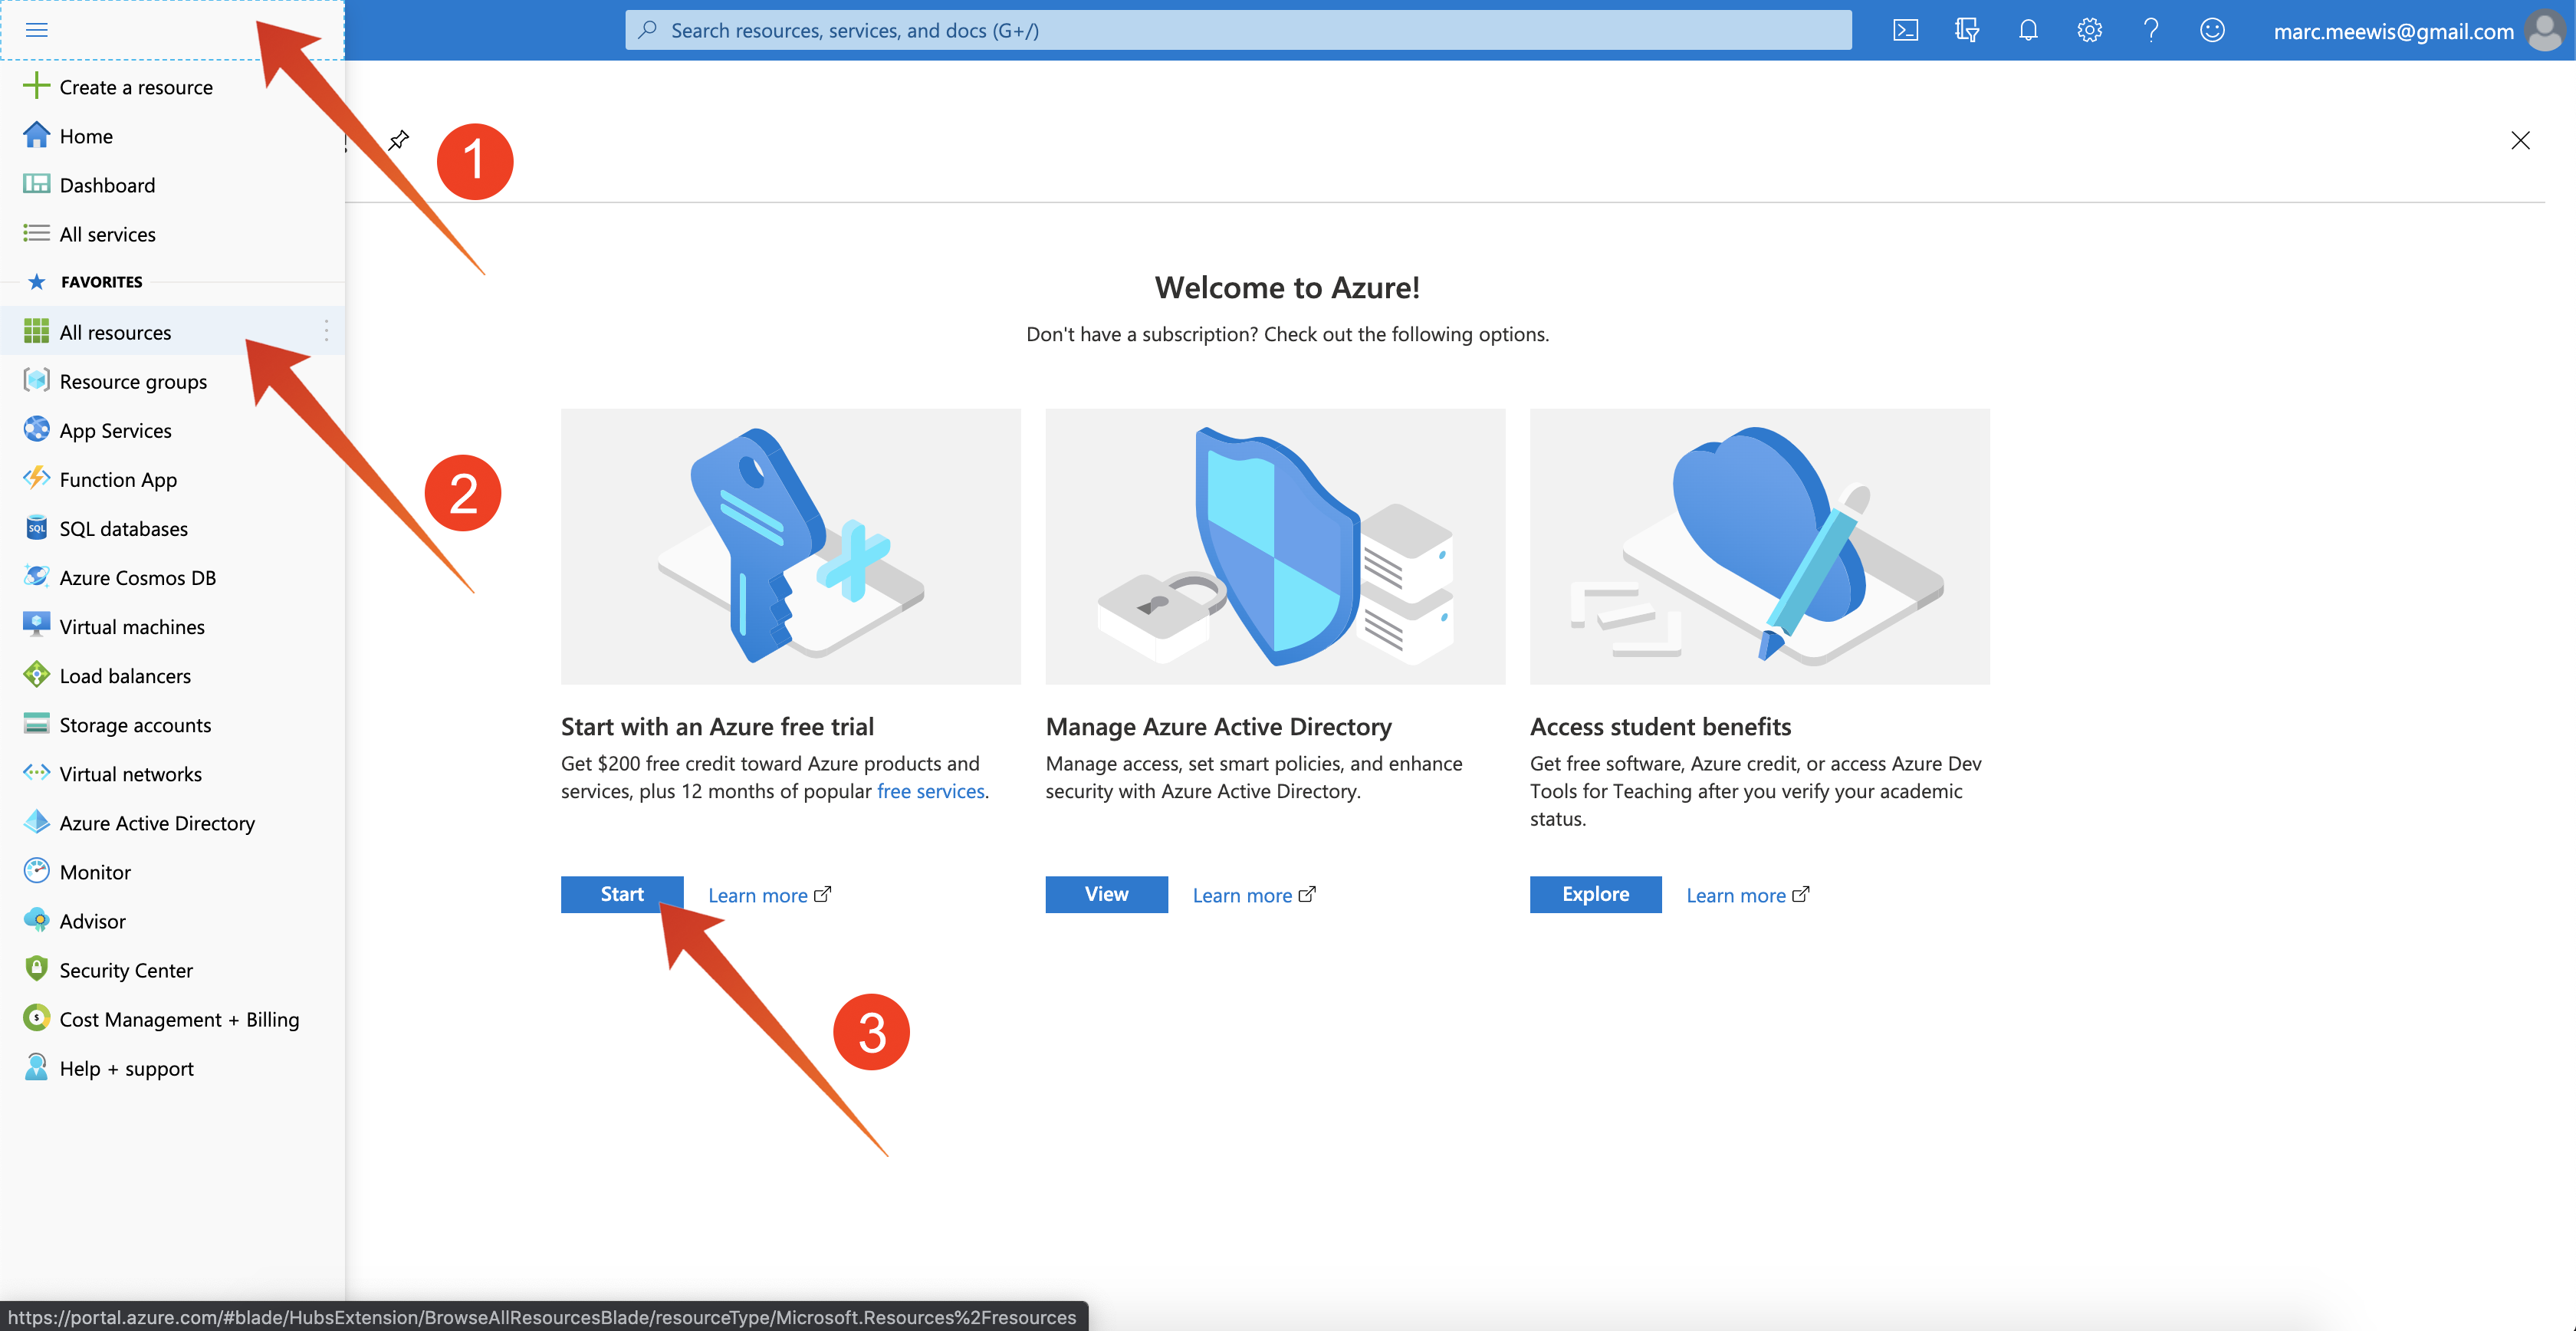 Search resources, services, and docs (G+/)
marc.meewis@gmail.com
Create a resource
Home
Dashboard
All services
FAVORITES
All resources
Resource groups
App Services
Function App
SQL databases
SQL
Azure Cosmos DB
Virtual machines
Load balancers
Storage accounts
Virtual networks
Azure Active Directory
Monitor
Advisor
Security Center
Cost Management + Billing
Help + support
1
2
Welcome to Azure!
Don't have a subscription? Check out the following options.
Start with an Azure free trial
Get $200 free credit toward Azure products and
services, plus 12 months of popular free services.
Start
Learn more
Manage Azure Active Directory
Manage access, set smart policies, and enhance
security with Azure Active Directory.
View
Learn more
Access student benefits
Get free software, Azure credit, or access Azure Dev
Tools for Teaching after you verify your academic
status.
Explore
Learn more
3
https://portal.azure.com/#blade/HubsExtension/BrowseAllResourcesBlade/resourceType/Microsoft.Resources%2Fresources